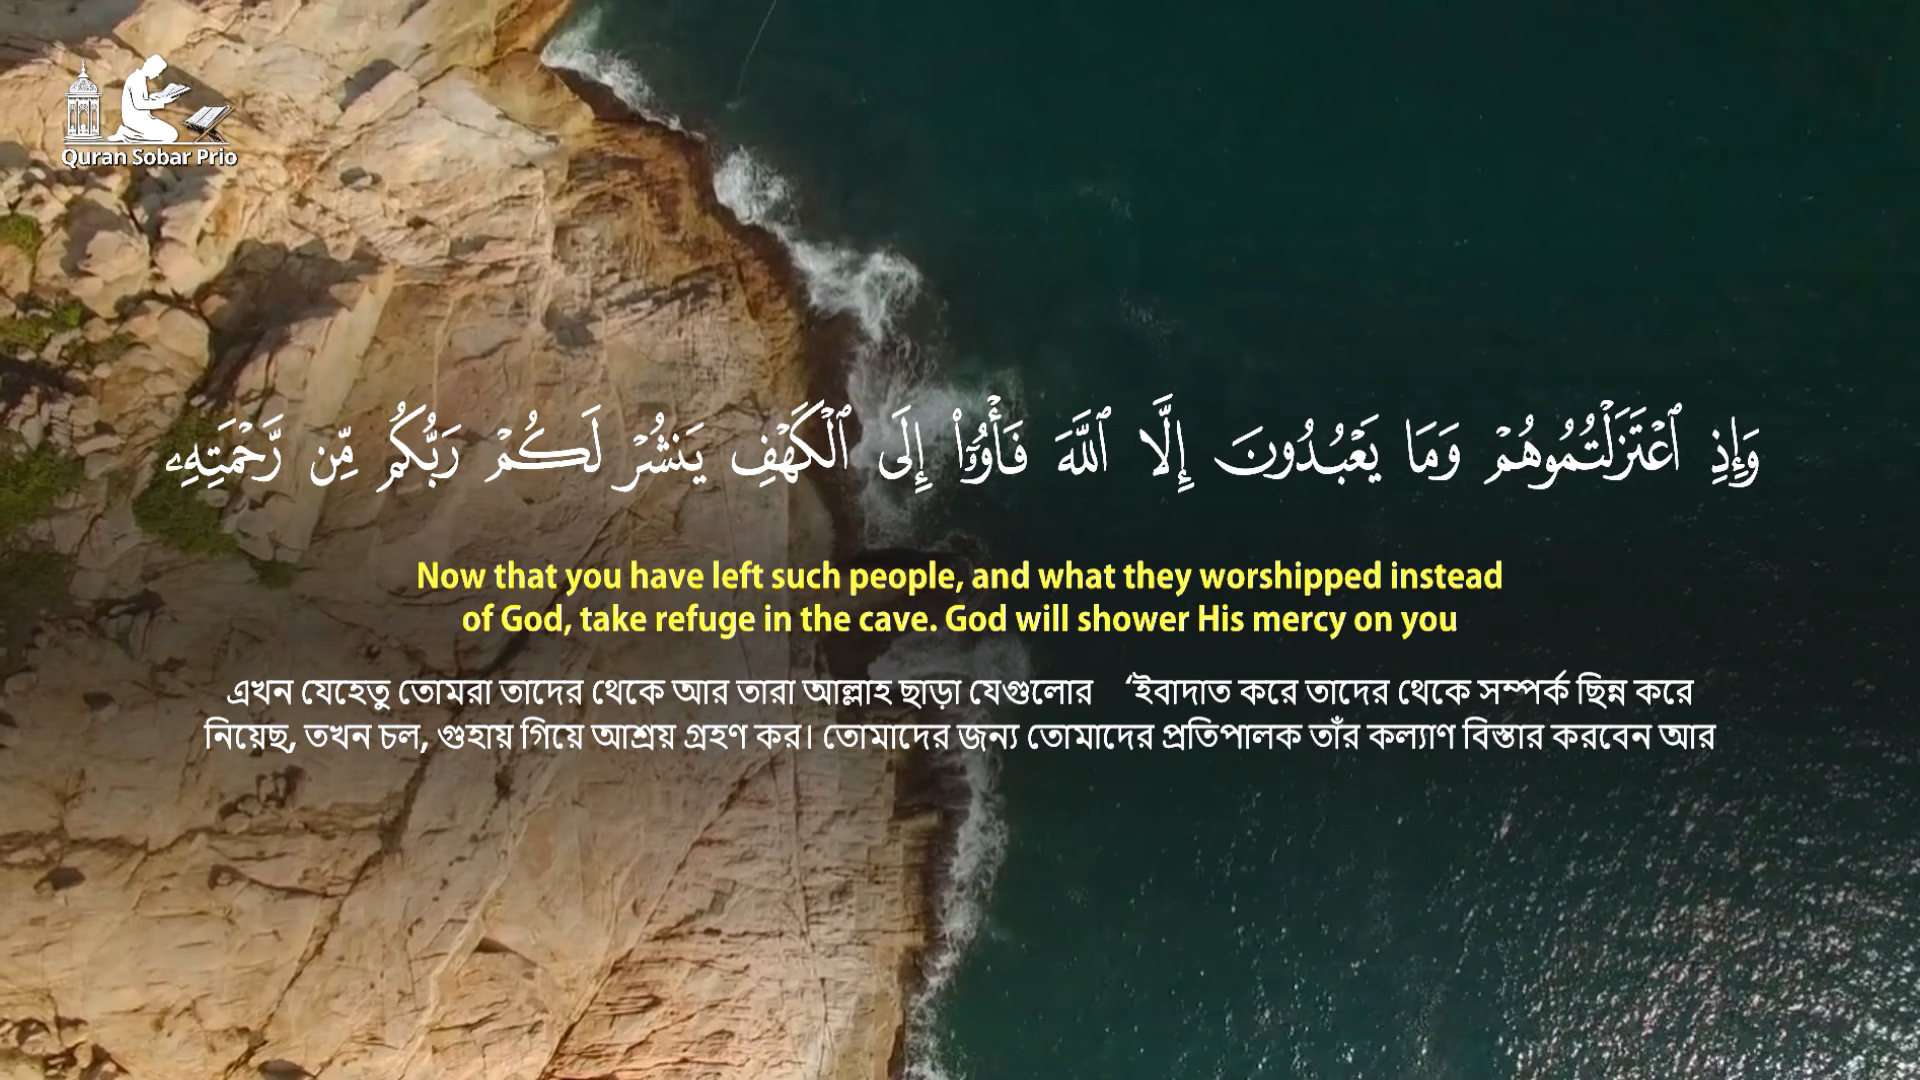 Quran Sobar Prio
وَإِذِ ٱعْتَزَلْتُمُوهُمْ وَمَا يَعْبُدُونَ إِلَّا ٱللَّهَ فَأْوُۥٓا۟ إِلَى ٱلْكَهْفِ يَنشُرْ لَكُمْ رَبُّكُم مِّن رَّحْمَتِهِۦ
Now that you have left such people, and what they worshipped instead
of God, take refuge in the cave. God will shower His mercy on you
এখন যেহেতু তোমরা তাদের থেকে আর তারা আল্লাহ ছাড়া যেগুলোর ‘ইবাদাত করে তাদের থেকে সম্পর্ক ছিন্ন করে
নিয়েছ, তখন চল, গুহায় গিয়ে আশ্রয় গ্রহণ কর। তোমাদের জন্য তোমাদের প্রতিপালক তাঁর কল্যাণ বিস্তার করবেন আর